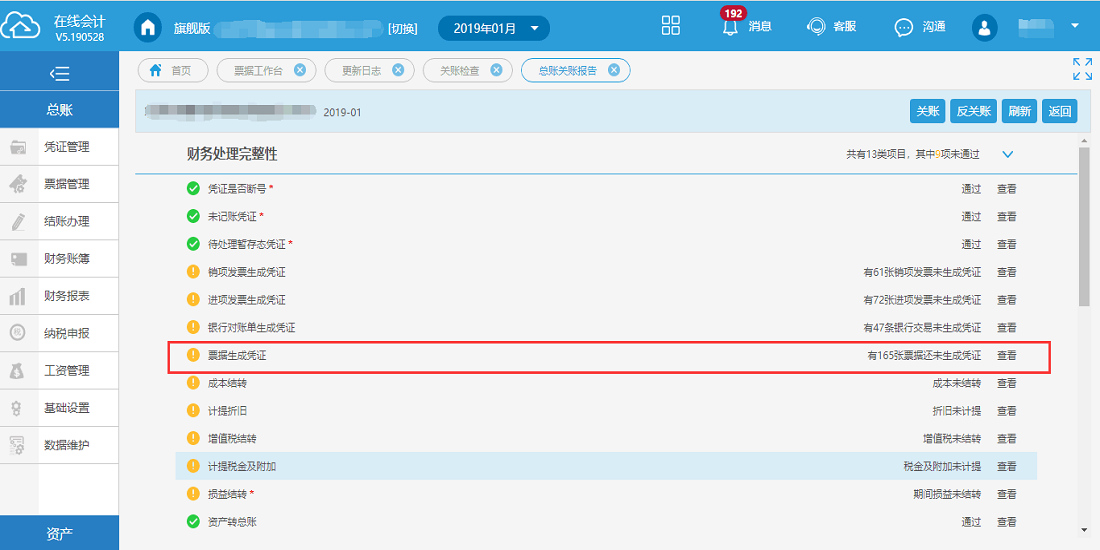 在线会计
V5.190528
旗舰版
[切换]
2019年01月
192
消息
客服
沟通
总账
凭证管理
票据管理
结账办理
财务账簿
财务报表
纳税申报
工资管理
基础设置
数据维护
资产
首页
票据工作台
更新日志
关账检查
总账关账报告
2019-01
关账
反关账
刷新
返回
财务处理完整性
共有13类项目，其中9项未通过
凭证是否断号 * 通过 查看
未记账凭证 * 通过 查看
待处理暂存态凭证 * 通过 查看
销项发票生成凭证 有61张销项发票未生成凭证 查看
进项发票生成凭证 有72张进项发票未生成凭证 查看
银行对账单生成凭证 有47条银行交易未生成凭证 查看
票据生成凭证 有165张票据还未生成凭证 查看
成本结转 成本未结转 查看
计提折旧 折旧未计提 查看
增值税结转 增值税未结转 查看
计提税金及附加 税金及附加未计提 查看
损益结转 * 期间损益未结转 查看
资产转总账 通过 查看